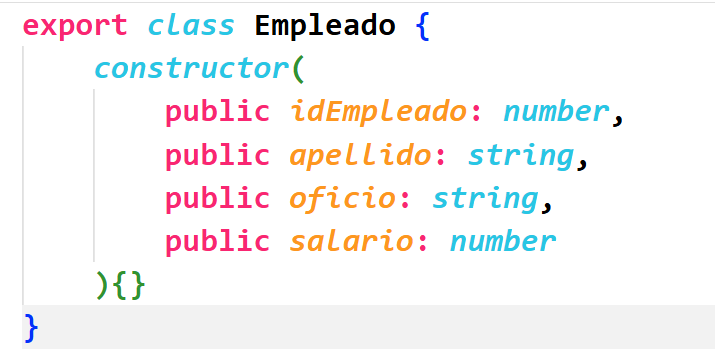 export class Empleado {
    constructor(
        public idEmpleado: number,
        public apellido: string,
        public oficio: string,
        public salario: number
    ){}
}